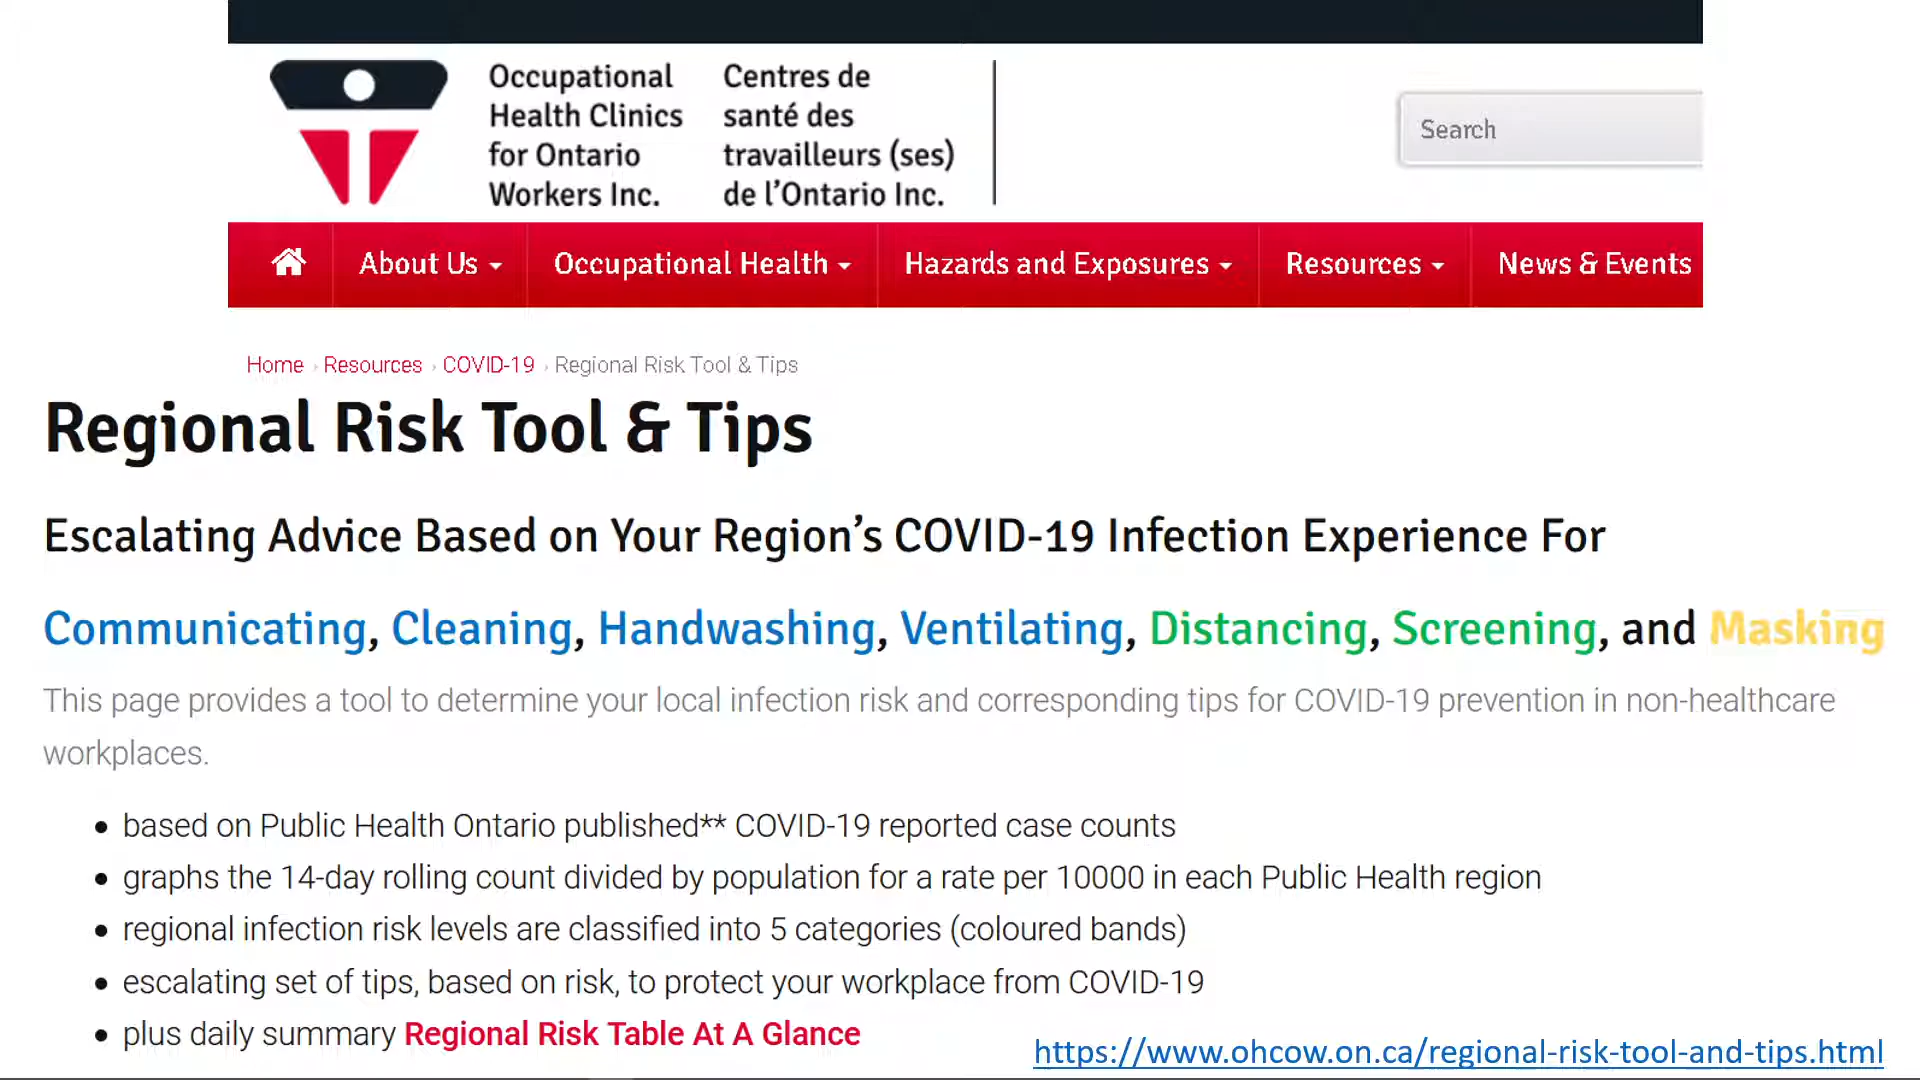 Occupational
Health Clinics
for Ontario
Workers Inc.
Centres de
santé des
travailleurs (ses)
de l'Ontario Inc.
Search
About Us
Occupational Health
Hazards and Exposures
Resources
News & Events
Home › Resources › COVID-19 › Regional Risk Tool & Tips
Regional Risk Tool & Tips
Escalating Advice Based on Your Region's COVID-19 Infection Experience For
Communicating, Cleaning, Handwashing, Ventilating, Distancing, Screening, and Masking
This page provides a tool to determine your local infection risk and corresponding tips for COVID-19 prevention in non-healthcare
workplaces.
• based on Public Health Ontario published** COVID-19 reported case counts
• graphs the 14-day rolling count divided by population for a rate per 10000 in each Public Health region
• regional infection risk levels are classified into 5 categories (coloured bands)
• escalating set of tips, based on risk, to protect your workplace from COVID-19
• plus daily summary Regional Risk Table At A Glance
https://www.ohcow.on.ca/regional-risk-tool-and-tips.html